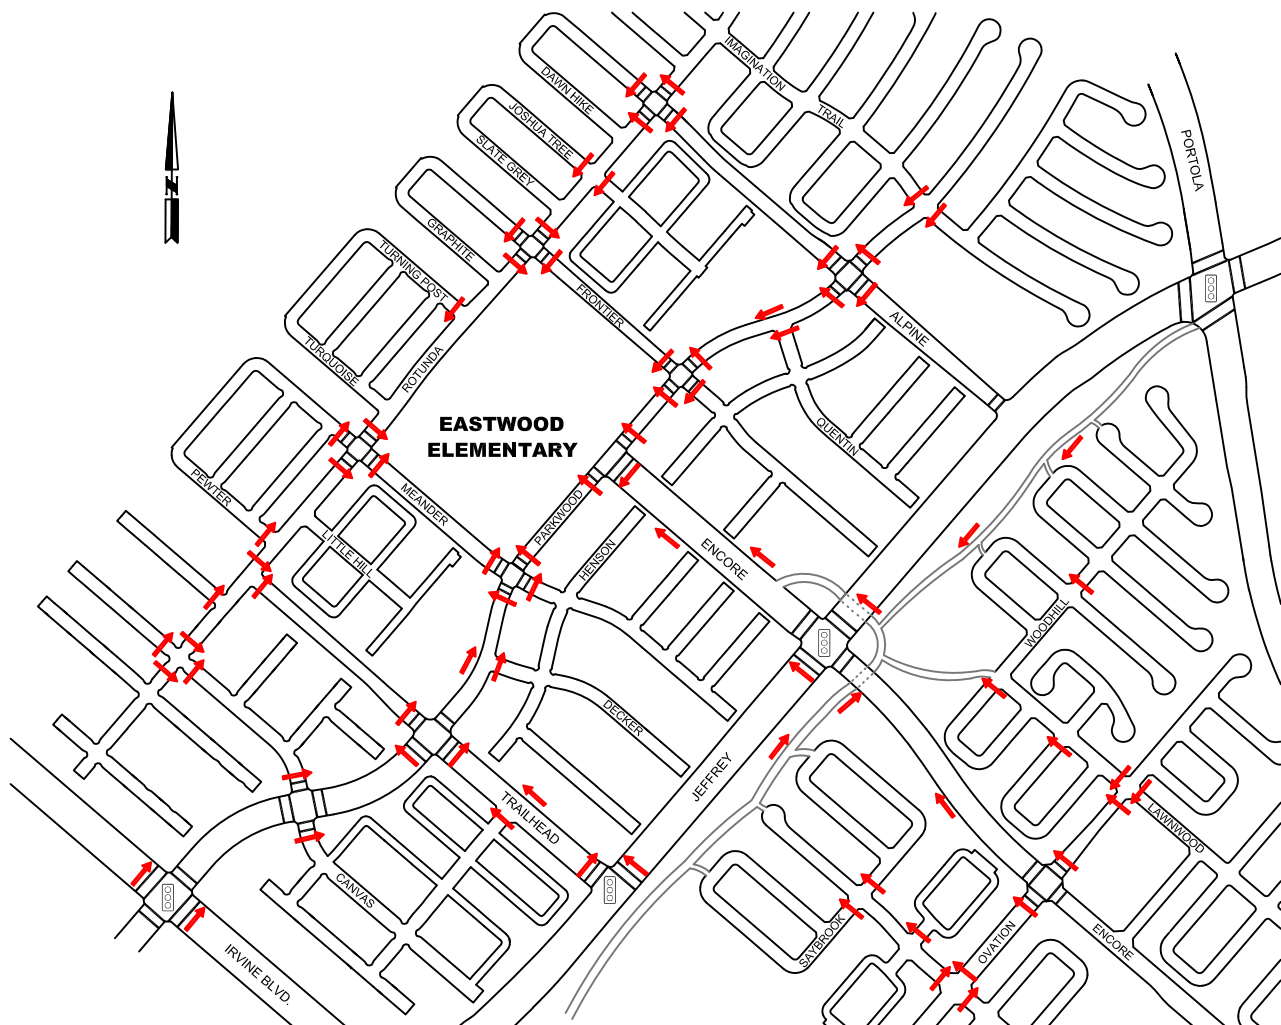 IMAGINATION
DAWN HIKE
TRAIL
JOSHUA TREE
PORTOLA
SLATE GREY
N
GRAPHITE
TURNING POST
FRONTIER
ALPINE
TURQUOISE
ROTUNDA
EASTWOOD
ELEMENTARY
QUENTIN
PEWTER
MEANDER
PARKWOOD
LITTLE HILL
HENSON
ENCORE
WOODHILL
DECKER
JEFFREY
TRAILHEAD
LAWNWOOD
CANVAS
SAYBROOK
OVATION
ENCORE
IRVINE BLVD.